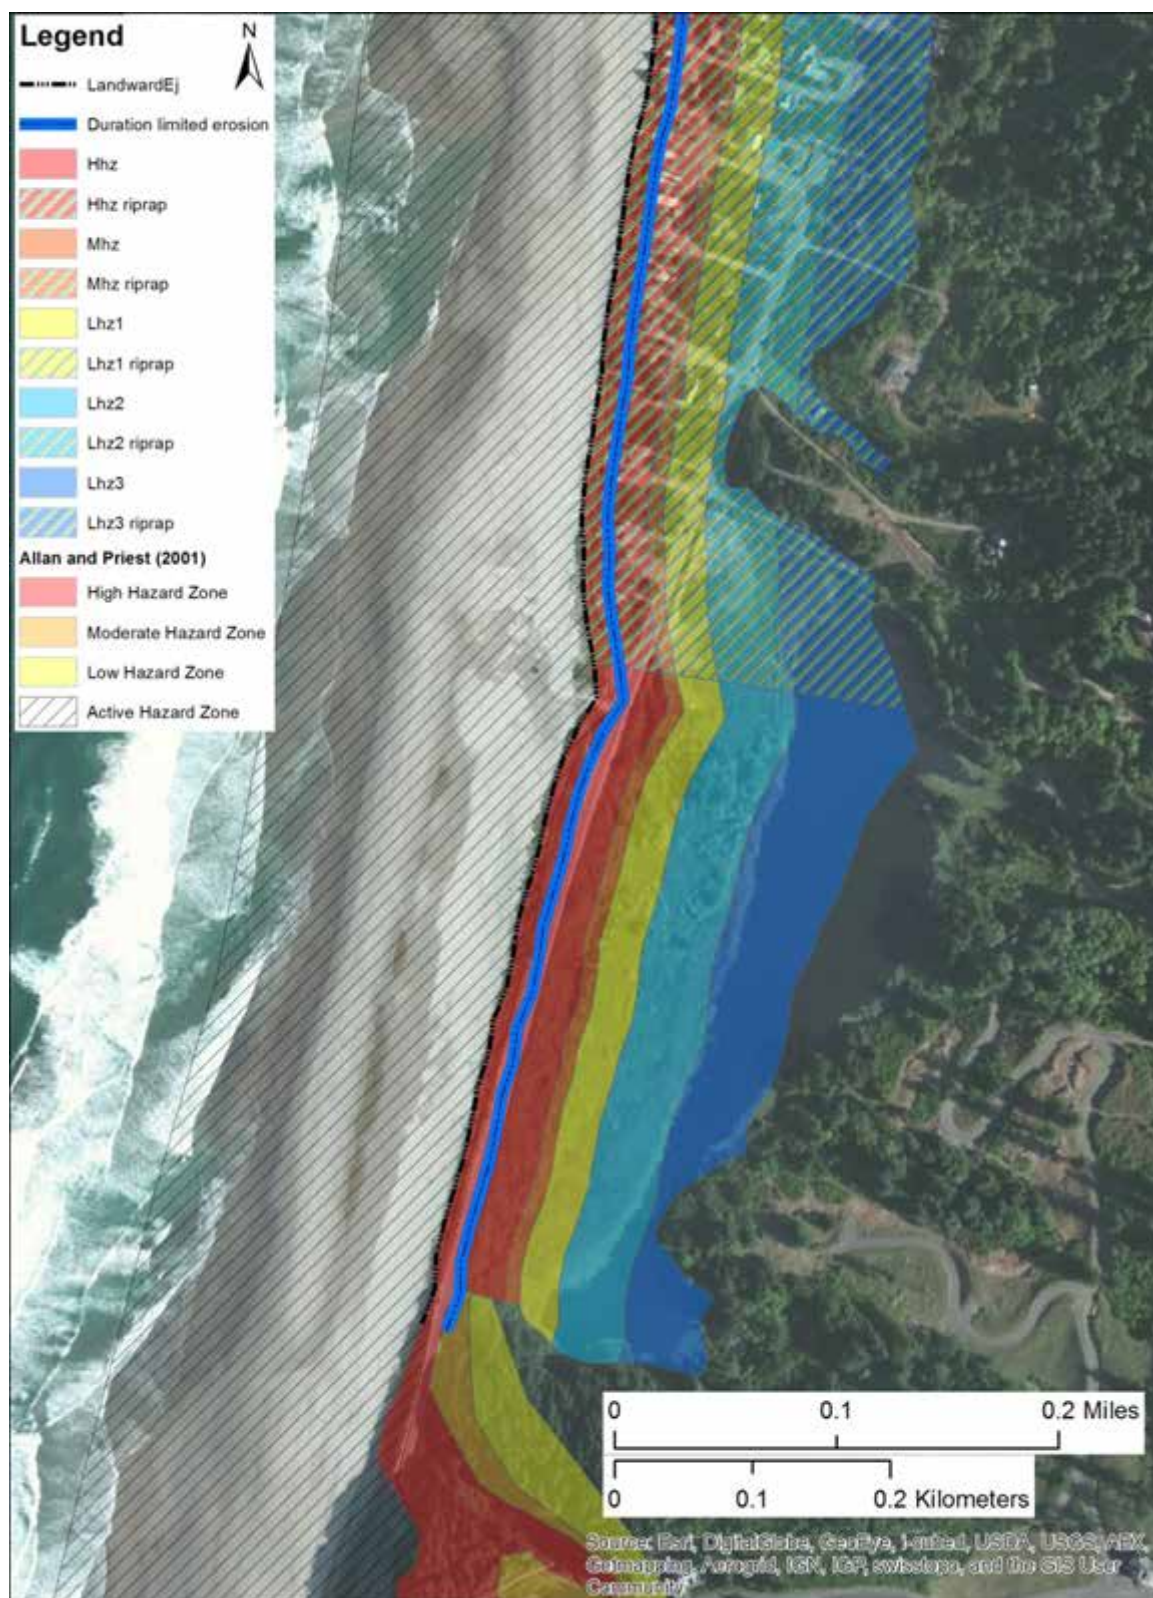 Legend
N
LandwardEj
Duration limited erosion
Hhz
Hhz riprap
Mhz
Mhz riprap
Lhz1
Lhz1 riprap
Lhz2
Lhz2 riprap
Lhz3
Lhz3 riprap
Allan and Priest (2001)
High Hazard Zone
Moderate Hazard Zone
Low Hazard Zone
Active Hazard Zone
0 0.1 0.2 Miles
0 0.1 0.2 Kilometers
Source: Esri, DigitalGlobe, GeoEye, i-cubed, USDA, USGS, AEX,
Getmapping, Aerogrid, IGN, IGP, swisstopo, and the GIS User
Community